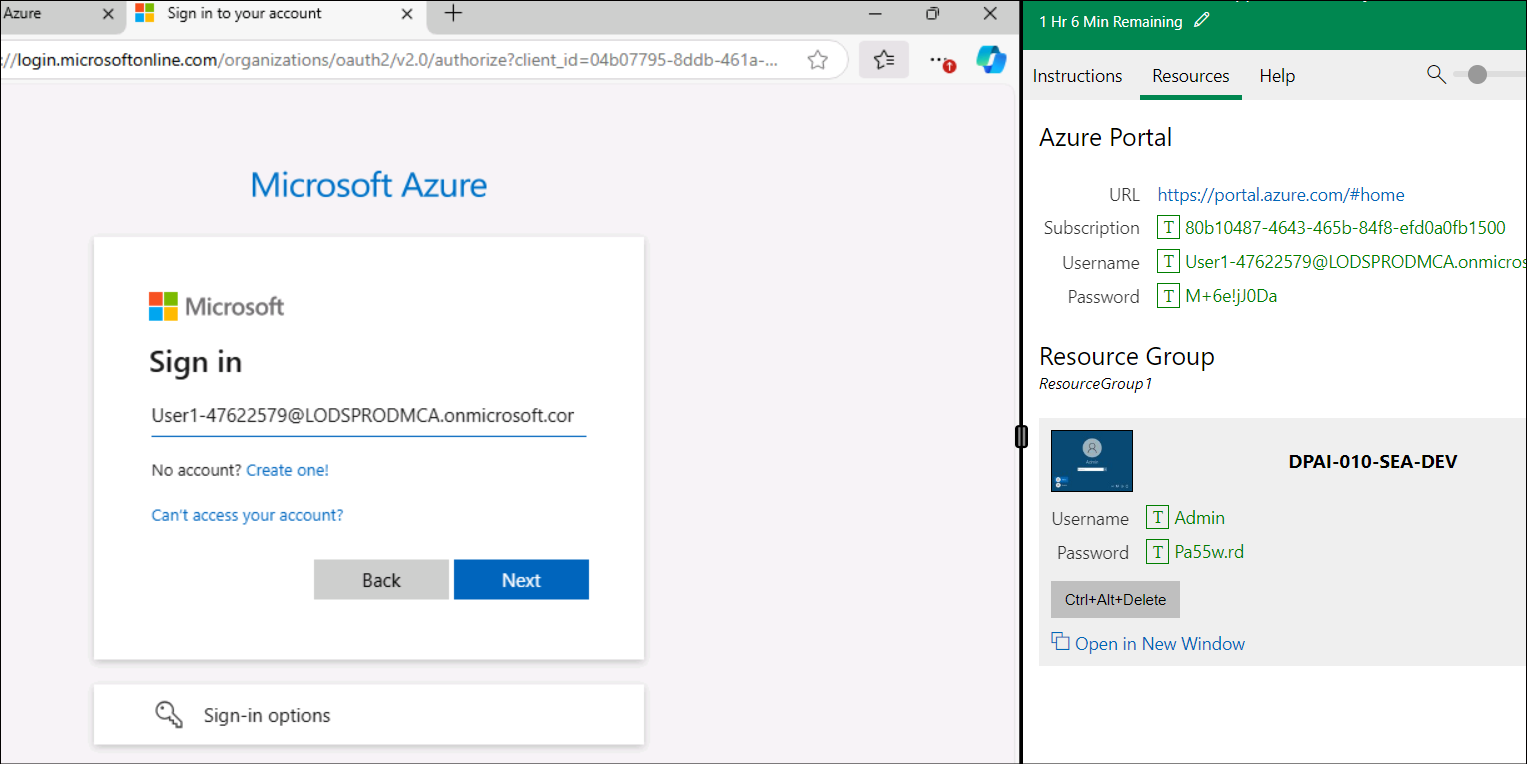 Azure
Sign in to your account
://login.microsoftonline.com/organizations/oauth2/v2.0/authorize?client_id=04b07795-8ddb-461a-...
Microsoft Azure
Microsoft
Sign in
User1-47622579@LODSPRODMCA.onmicrosoft.cor
No account? Create one!
Can't access your account?
Back
Next
Sign-in options
1 Hr 6 Min Remaining
Instructions
Resources
Help
Azure Portal
URL https://portal.azure.com/#home
Subscription T 80b10487-4643-465b-84f8-efd0a0fb1500
Username T User1-47622579@LODSPRODMCA.onmicros
Password T M+6e!jJ0Da
Resource Group
ResourceGroup1
DPAI-010-SEA-DEV
Username T Admin
Password T Pa55w.rd
Ctrl+Alt+Delete
Open in New Window